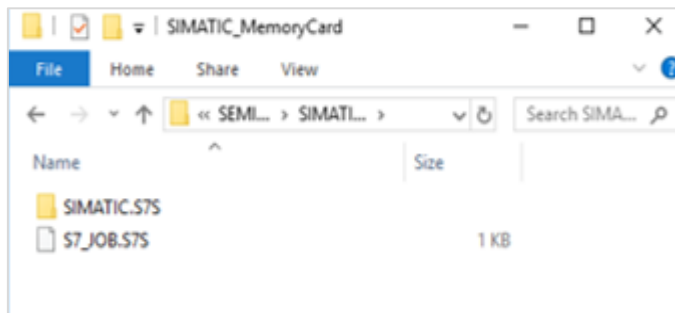 SIMATIC_MemoryCard
File Home Share View
« SEMI... > SIMATI... > Search SIMA...
Name Size
SIMATIC.S7S
S7_JOB.S7S 1 KB